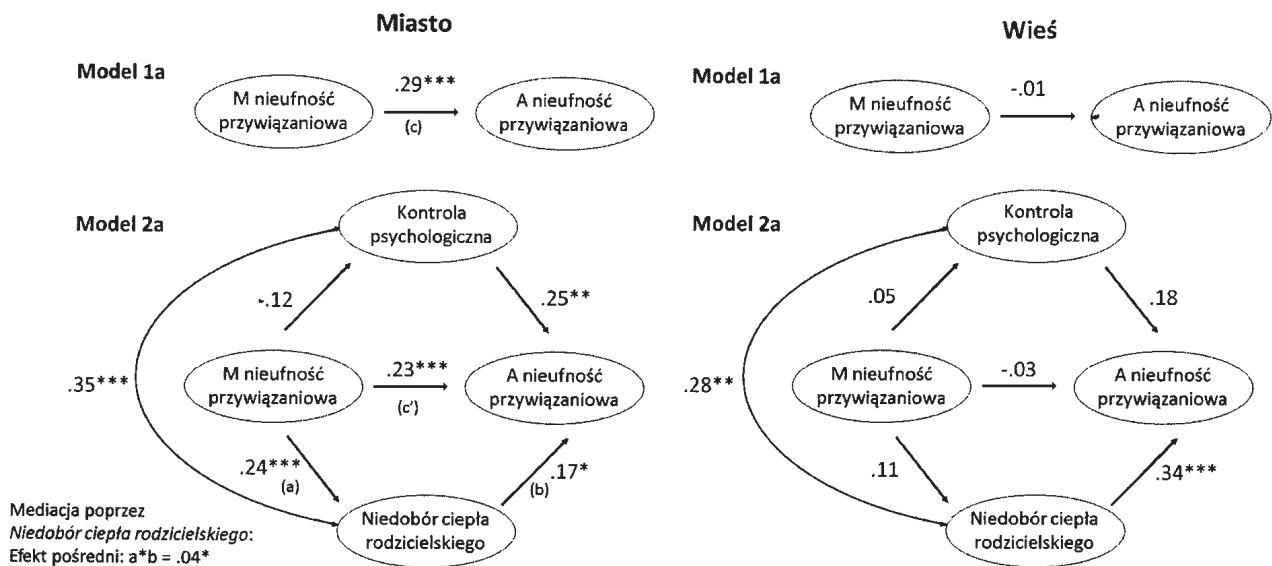 Miasto
Model 1a
M nieufność
przywiązaniowa
.29***
(c)
A nieufność
przywiązaniowa
Model 2a
Kontrola
psychologiczna
-.12
.25**
.35***
M nieufność
przywiązaniowa
.23***
(c')
A nieufność
przywiązaniowa
.24***
(a)
.17*
(b)
Niedobór ciepła
rodzicielskiego
Mediacja poprzez
Niedobór ciepła rodzicielskiego:
Efekt pośredni: a*b = .04*
Wieś
Model 1a
M nieufność
przywiązaniowa
-.01
A nieufność
przywiązaniowa
Model 2a
Kontrola
psychologiczna
.05
.18
.28**
M nieufność
przywiązaniowa
-.03
A nieufność
przywiązaniowa
.11
.34***
Niedobór ciepła
rodzicielskiego